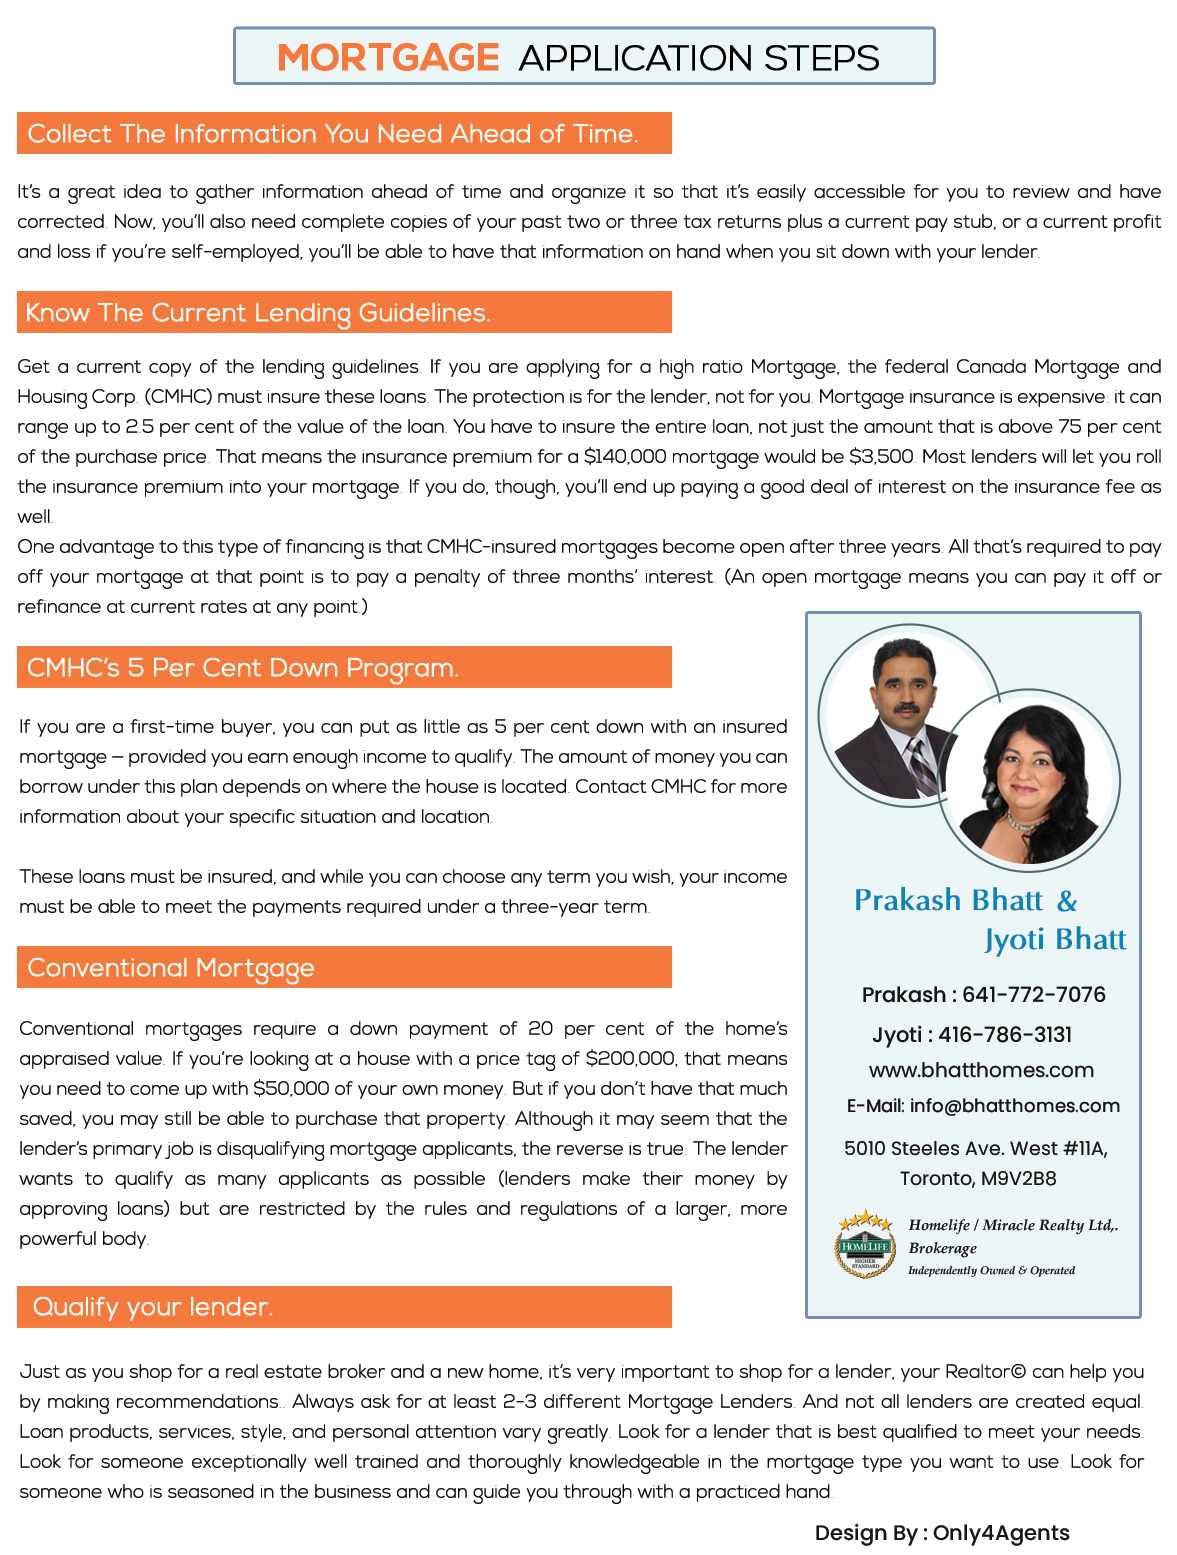 MORTGAGE APPLICATION STEPS
Collect The Information You Need Ahead of Time.
It's a great idea to gather information ahead of time and organize it so that it's easily accessible for you to review and have
corrected. Now, you'll also need complete copies of your past two or three tax returns plus a current pay stub, or a current profit
and loss if you're self-employed, you'll be able to have that information on hand when you sit down with your lender.
Know The Current Lending Guidelines.
Get a current copy of the lending guidelines. If you are applying for a high ratio Mortgage, the federal Canada Mortgage and
Housing Corp. (CMHC) must insure these loans. The protection is for the lender, not for you. Mortgage insurance is expensive: it can
range up to 2.5 per cent of the value of the loan. You have to insure the entire loan, not just the amount that is above 75 per cent
of the purchase price. That means the insurance premium for a $140,000 mortgage would be $3,500. Most lenders will let you roll
the insurance premium into your mortgage. If you do, though, you'll end up paying a good deal of interest on the insurance fee as
well.
One advantage to this type of financing is that CMHC-insured mortgages become open after three years. All that's required to pay
off your mortgage at that point is to pay a penalty of three months' interest. (An open mortgage means you can pay it off or
refinance at current rates at any point.)
CMHC's 5 Per Cent Down Program.
If you are a first-time buyer, you can put as little as 5 per cent down with an insured
mortgage – provided you earn enough income to qualify. The amount of money you can
borrow under this plan depends on where the house is located. Contact CMHC for more
information about your specific situation and location.
These loans must be insured, and while you can choose any term you wish, your income
must be able to meet the payments required under a three-year term.
Conventional Mortgage
Conventional mortgages require a down payment of 20 per cent of the home's
appraised value. If you're looking at a house with a price tag of $200,000, that means
you need to come up with $50,000 of your own money. But if you don't have that much
saved, you may still be able to purchase that property. Although it may seem that the
lender's primary job is disqualifying mortgage applicants, the reverse is true: The lender
wants to qualify as many applicants as possible (lenders make their money by
approving loans) but are restricted by the rules and regulations of a larger, more
powerful body.
Prakash Bhatt &
Jyoti Bhatt
Prakash : 641-772-7076
Jyoti : 416-786-3131
www.bhatthomes.com
E-Mail: info@bhatthomes.com
5010 Steeles Ave. West #11A,
Toronto, M9V2B8
HOMELIFE
HIGHER
STANDARD
Homelife / Miracle Realty Ltd,.
Brokerage
Independently Owned & Operated
Qualify your lender.
Just as you shop for a real estate broker and a new home, it's very important to shop for a lender, your Realtor© can help you
by making recommendations.. Always ask for at least 2-3 different Mortgage Lenders. And not all lenders are created equal.
Loan products, services, style, and personal attention vary greatly. Look for a lender that is best qualified to meet your needs.
Look for someone exceptionally well trained and thoroughly knowledgeable in the mortgage type you want to use. Look for
someone who is seasoned in the business and can guide you through with a practiced hand.
Design By : Only4Agents